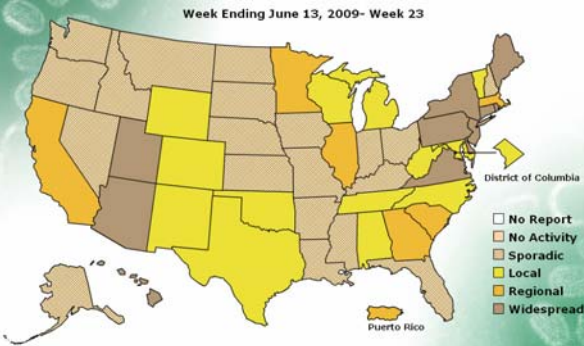 Week Ending June 13, 2009- Week 23
District of Columbia
No Report
No Activity
Sporadic
Local
Regional
Widespread
Puerto Rico